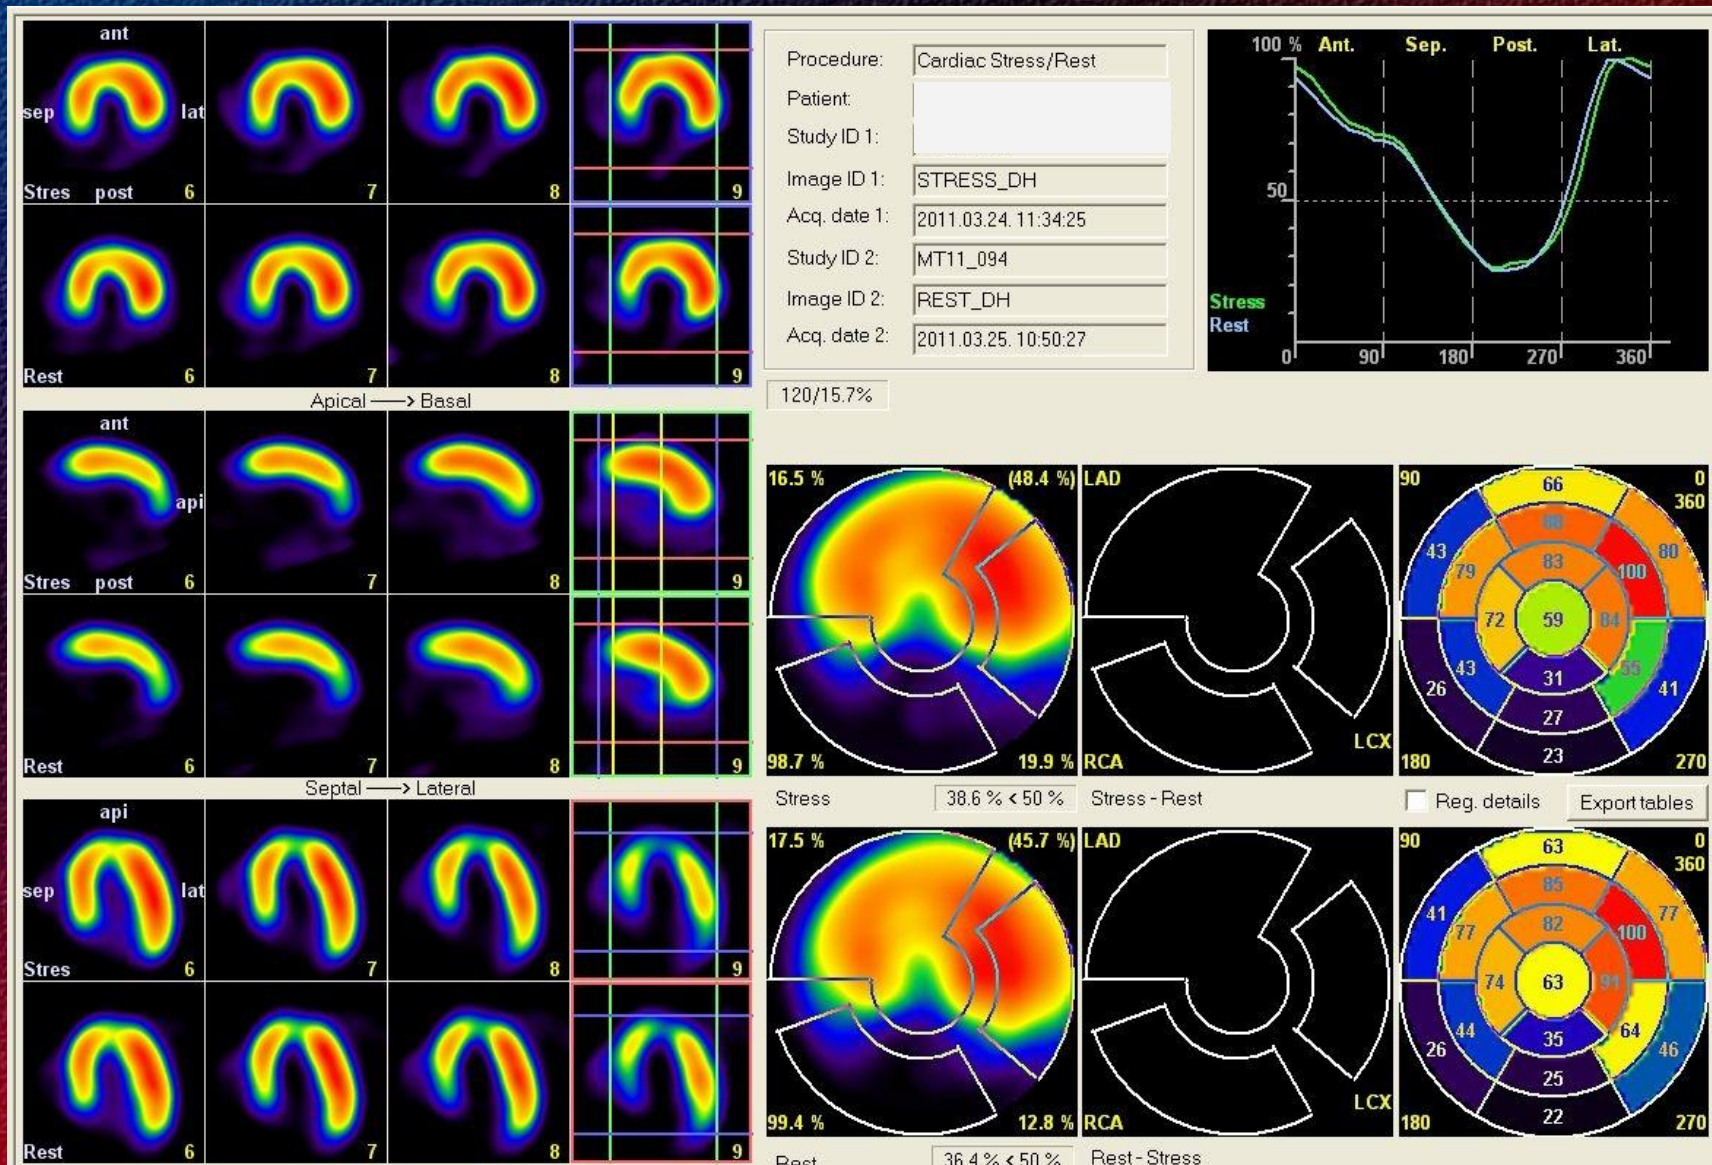 ant
sep lat
Stres post 6 7 8 9
Rest 6 7 8 9
Apical ----> Basal
ant
api
Stres post 6 7 8 9
Rest 6 7 8 9
Septal ----> Lateral
api
sep lat
Stres 6 7 8 9
Rest 6 7 8 9
Procedure: Cardiac Stress/Rest
Patient:
Study ID 1:
Image ID 1: STRESS_DH
Acq. date 1: 2011.03.24. 11:34:25
Study ID 2: MT11_094
Image ID 2: REST_DH
Acq. date 2: 2011.03.25. 10:50:27
120/15.7%
100 % Ant. Sep. Post. Lat.
50
Stress
Rest
0 90 180 270 360
16.5 % (48.4 %)
98.7 % 19.9 %
LAD
LCX
RCA
90 0
360
66
88
43 80
83
79 100
72 59 84
43 55
31
26 41
27
23
180 270
Stress 38.6 % < 50 % Stress - Rest
Reg. details Export tables
17.5 % (45.7 %)
99.4 % 12.8 %
LAD
LCX
RCA
90 0
360
63
85
41 77
82
77 100
74 63 91
44 64
35
26 46
25
22
180 270
Rest 36.4 % < 50 % Rest - Stress